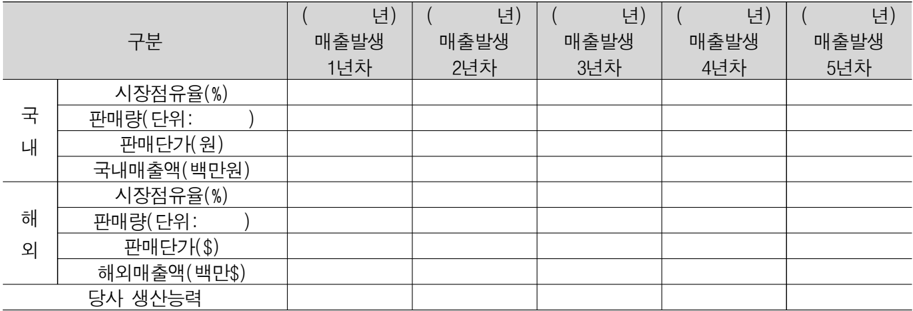 구분
( 년) ( 년) ( 년) ( 년) ( 년)
매출발생 매출발생 매출발생 매출발생 매출발생
1년차 2년차 3년차 4년차 5년차
국내
시장점유율(%)
판매량(단위: )
판매단가(원)
국내매출액(백만원)
해외
시장점유율(%)
판매량(단위: )
판매단가($)
해외매출액(백만$)
당사 생산능력